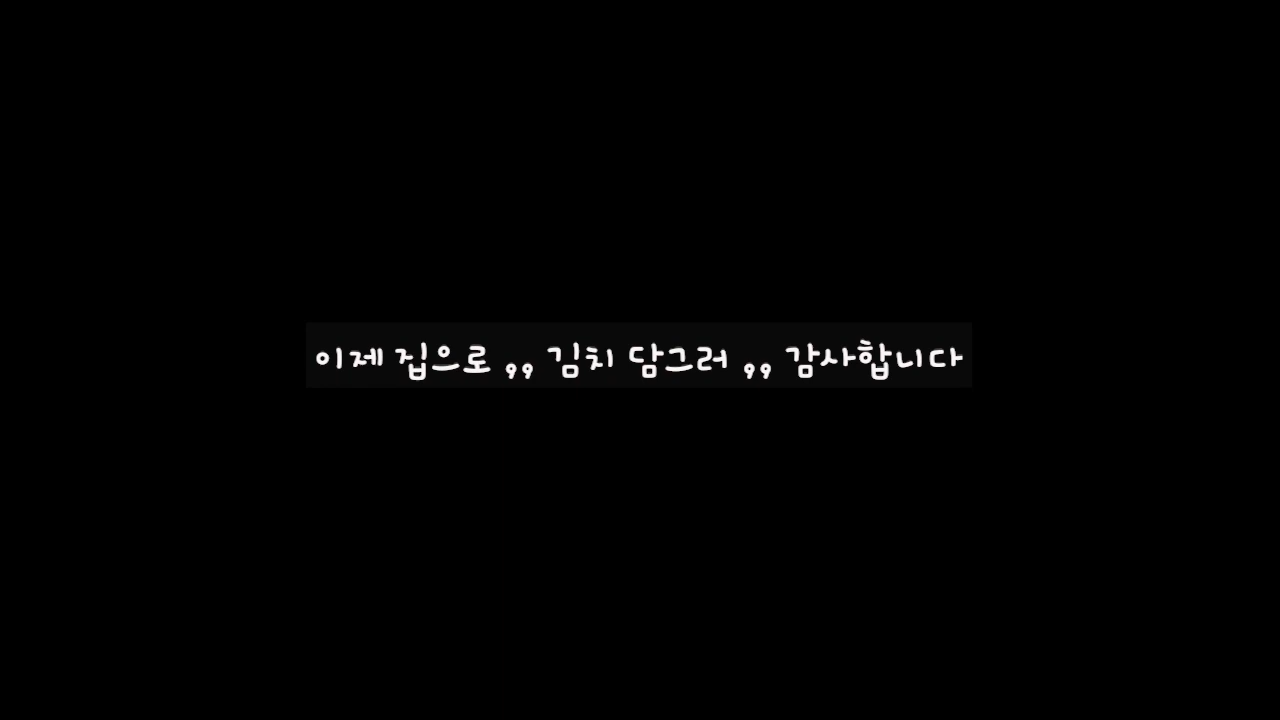 이제 집으로 ,, 김치 담그러 ,, 감사합니다